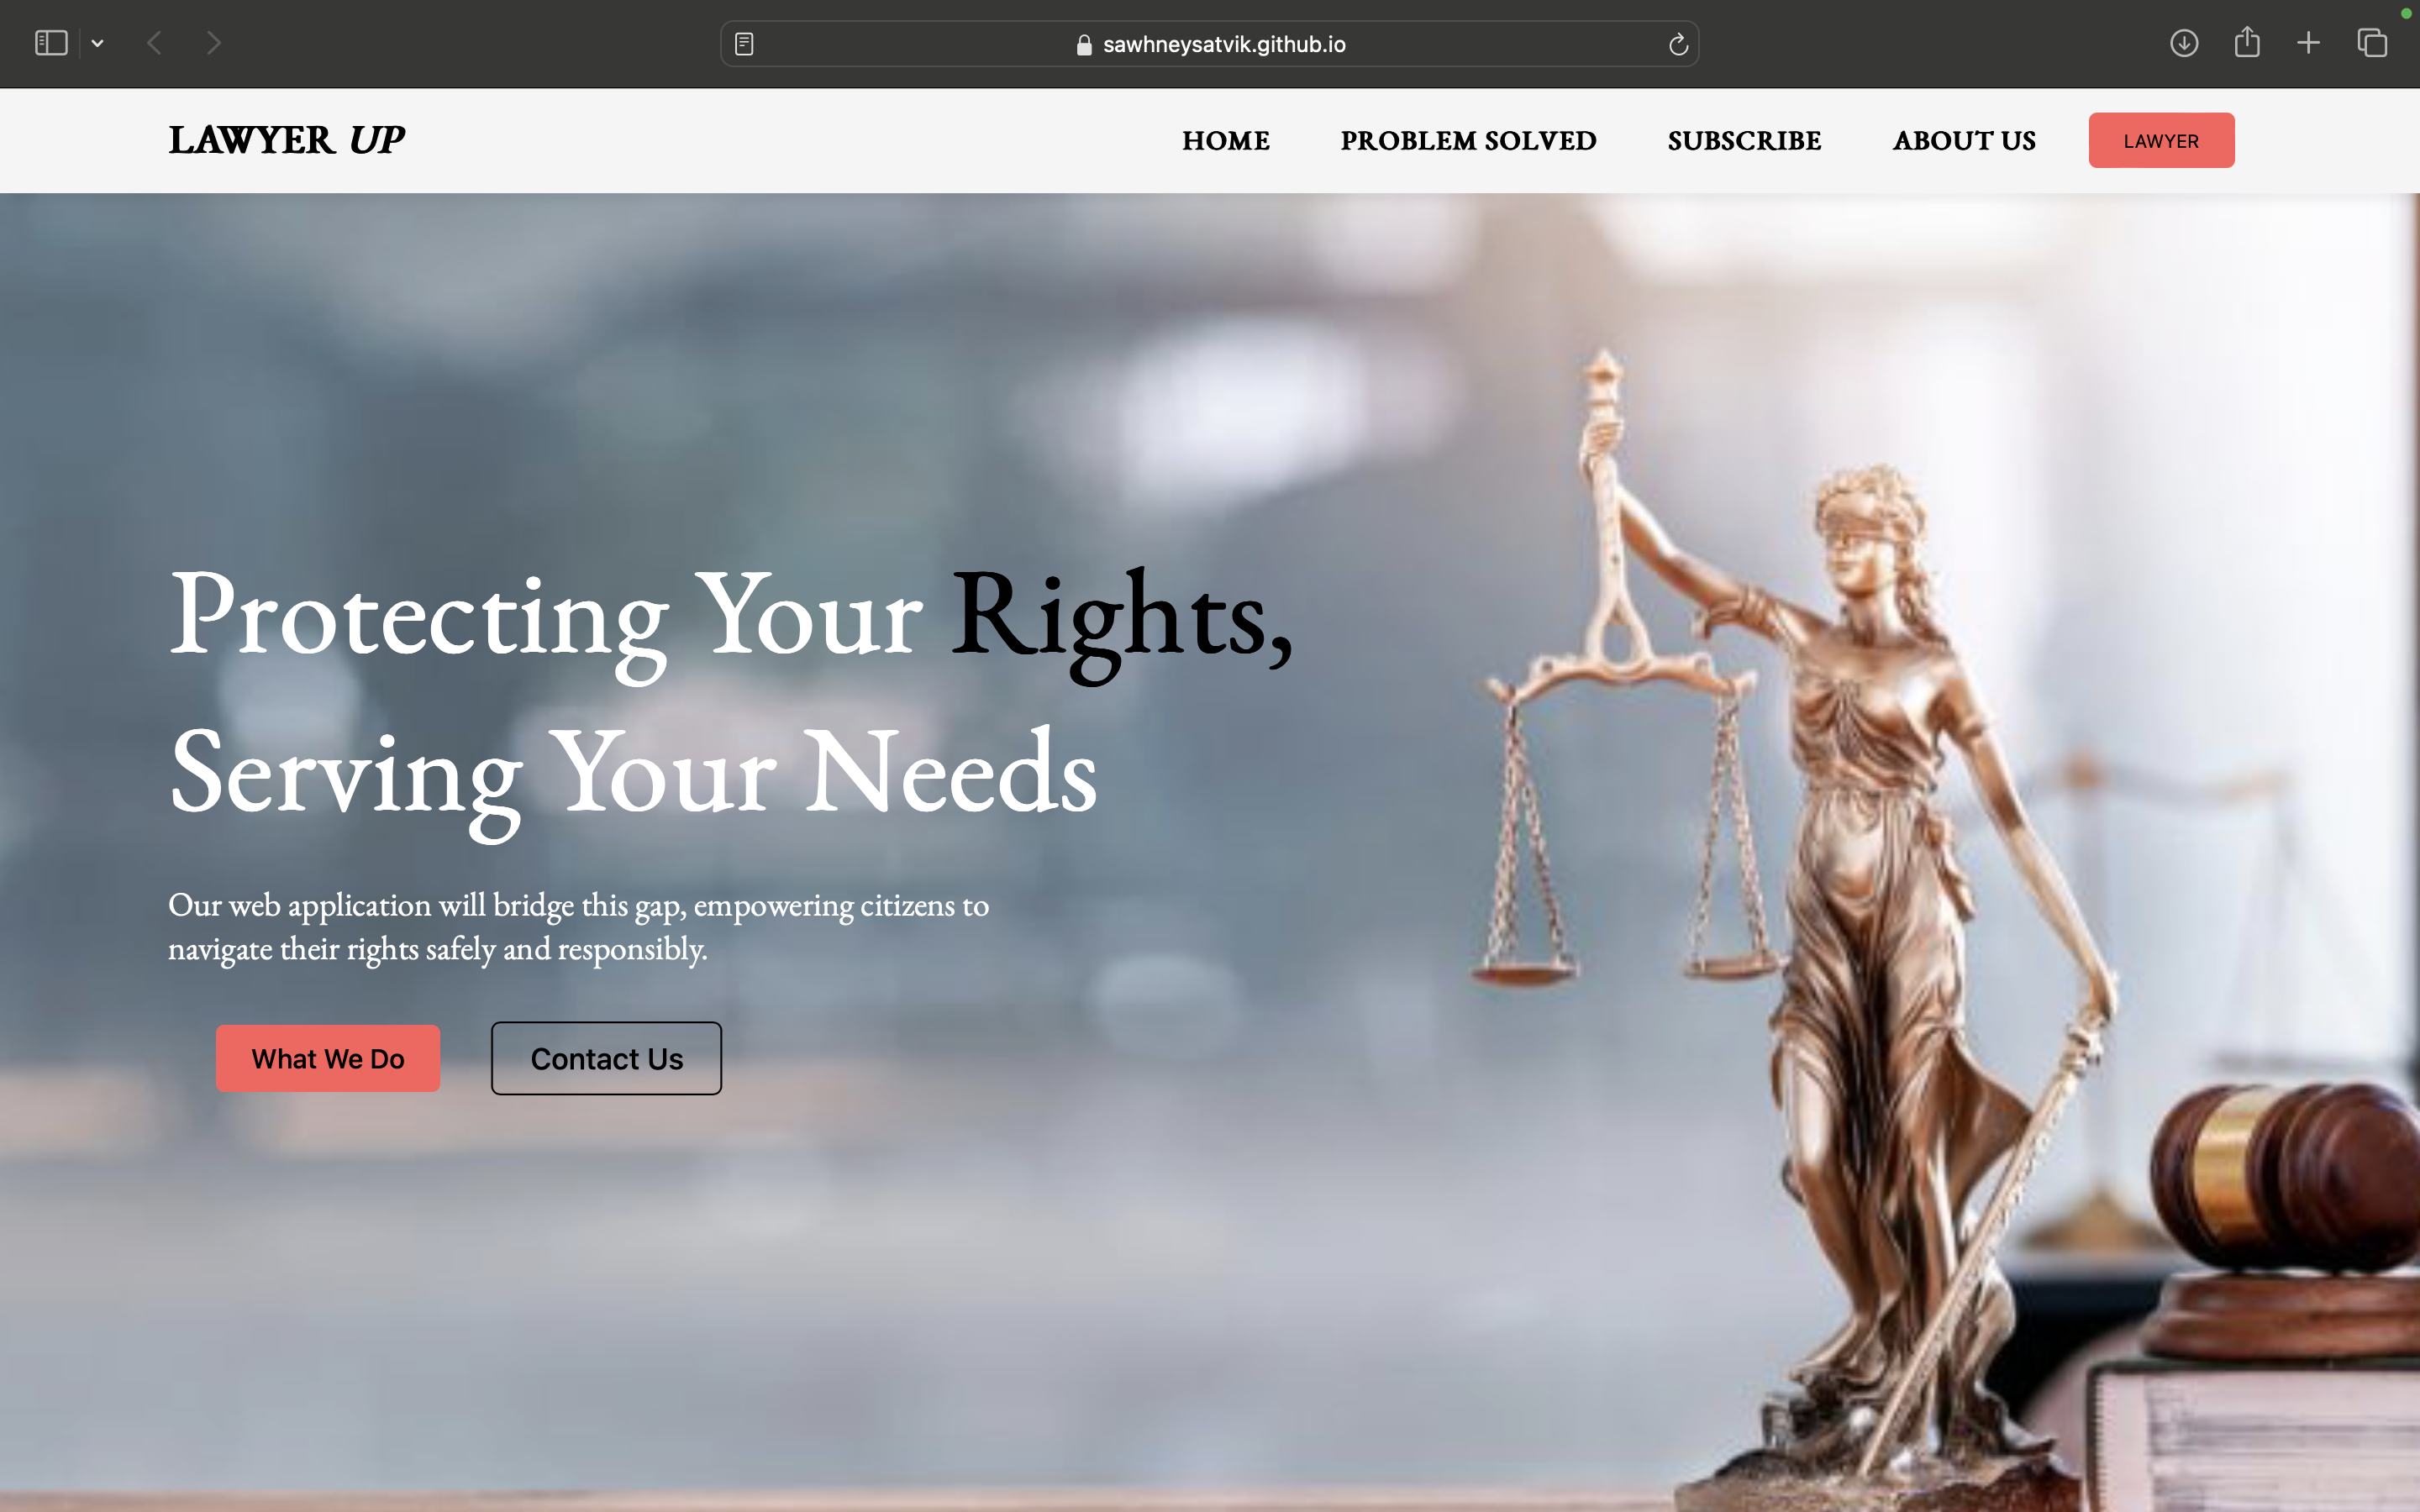 sawhneysatvik.github.io
LAWYER UP
HOME
PROBLEM SOLVED
SUBSCRIBE
ABOUT US
LAWYER
Protecting Your Rights,
Serving Your Needs
Our web application will bridge this gap, empowering citizens to
navigate their rights safely and responsibly.
What We Do
Contact Us